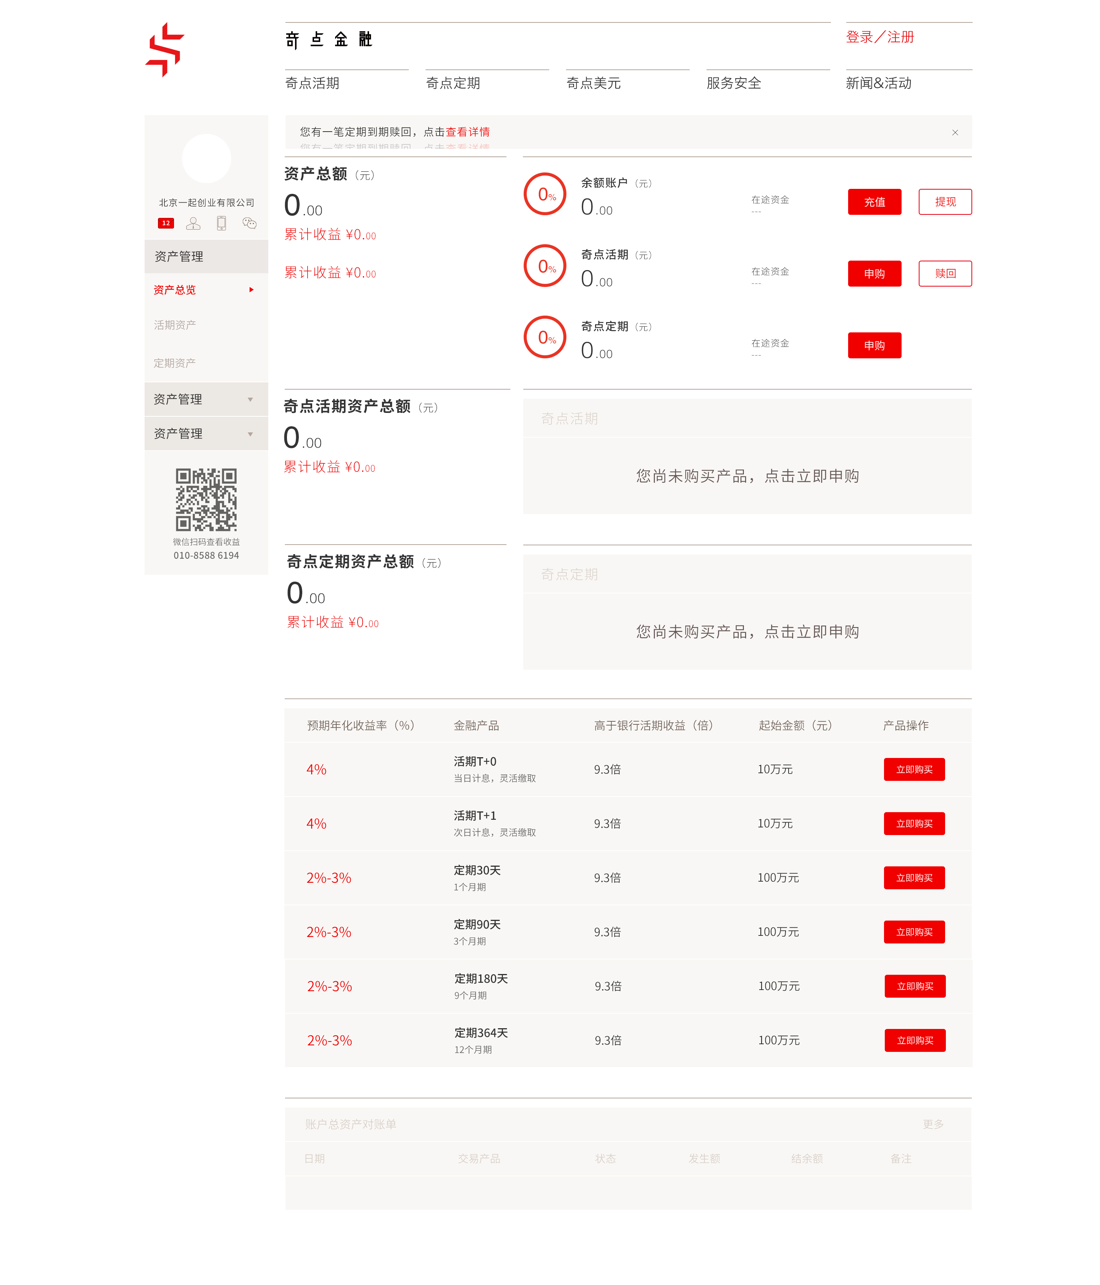 奇点金融
登录／注册
奇点活期
奇点定期
奇点美元
服务安全
新闻&活动
您有一笔定期到期赎回，点击查看详情
×
您有一笔定期到期赎回，点击查看详情
北京一起创业有限公司
12
资产管理
资产总览
活期资产
定期资产
资产管理
资产管理
微信扫码查看收益
010-8588 6194
资产总额（元）
0.00
累计收益 ¥0.00
累计收益 ¥0.00
0%
余额账户（元）
0.00
在途资金
---
充值
提现
0%
奇点活期（元）
0.00
在途资金
---
申购
赎回
0%
奇点定期（元）
0.00
在途资金
---
申购
奇点活期资产总额（元）
0.00
累计收益 ¥0.00
奇点活期
您尚未购买产品，点击立即申购
奇点定期资产总额（元）
0.00
累计收益 ¥0.00
奇点定期
您尚未购买产品，点击立即申购
预期年化收益率（%）
金融产品
高于银行活期收益（倍）
起始金额（元）
产品操作
4%
活期T+0
当日计息，灵活缴取
9.3倍
10万元
立即购买
4%
活期T+1
次日计息，灵活缴取
9.3倍
10万元
立即购买
2%-3%
定期30天
1个月期
9.3倍
100万元
立即购买
2%-3%
定期90天
3个月期
9.3倍
100万元
立即购买
2%-3%
定期180天
9个月期
9.3倍
100万元
立即购买
2%-3%
定期364天
12个月期
9.3倍
100万元
立即购买
账户总资产对账单
更多
日期
交易产品
状态
发生额
结余额
备注